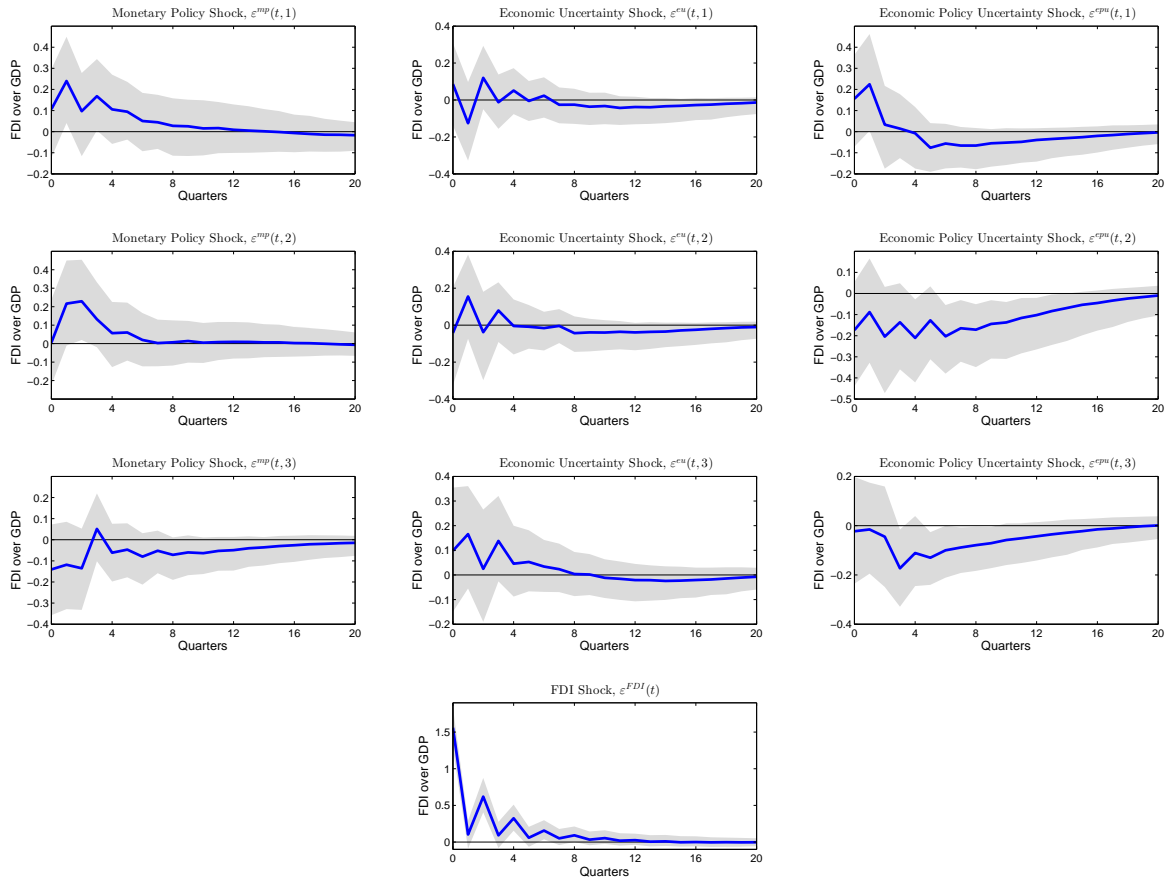 Monetary Policy Shock, ε^{mp}(t, 1)
FDI over GDP
0.4
0.3
0.2
0.1
0
−0.1
−0.2
0 4 8 12 16 20
Quarters
Economic Uncertainty Shock, ε^{eu}(t, 1)
FDI over GDP
0.4
0.2
0
−0.2
−0.4
0 4 8 12 16 20
Quarters
Economic Policy Uncertainty Shock, ε^{epu}(t, 1)
FDI over GDP
0.4
0.3
0.2
0.1
0
−0.1
−0.2
0 4 8 12 16 20
Quarters
Monetary Policy Shock, ε^{mp}(t, 2)
FDI over GDP
0.4
0.3
0.2
0.1
0
−0.1
−0.2
0 4 8 12 16 20
Quarters
Economic Uncertainty Shock, ε^{eu}(t, 2)
FDI over GDP
0.4
0.2
0
−0.2
−0.4
0 4 8 12 16 20
Quarters
Economic Policy Uncertainty Shock, ε^{epu}(t, 2)
FDI over GDP
0.1
0
−0.1
−0.2
−0.3
−0.4
−0.5
0 4 8 12 16 20
Quarters
Monetary Policy Shock, ε^{mp}(t, 3)
FDI over GDP
0.2
0.1
0
−0.1
−0.2
−0.3
−0.4
0 4 8 12 16 20
Quarters
Economic Uncertainty Shock, ε^{eu}(t, 3)
FDI over GDP
0.4
0.3
0.2
0.1
0
−0.1
−0.2
0 4 8 12 16 20
Quarters
Economic Policy Uncertainty Shock, ε^{epu}(t, 3)
FDI over GDP
0.2
0
−0.2
−0.4
0 4 8 12 16 20
Quarters
FDI Shock, ε^{FDI}(t)
FDI over GDP
1.5
1
0.5
0
0 4 8 12 16 20
Quarters